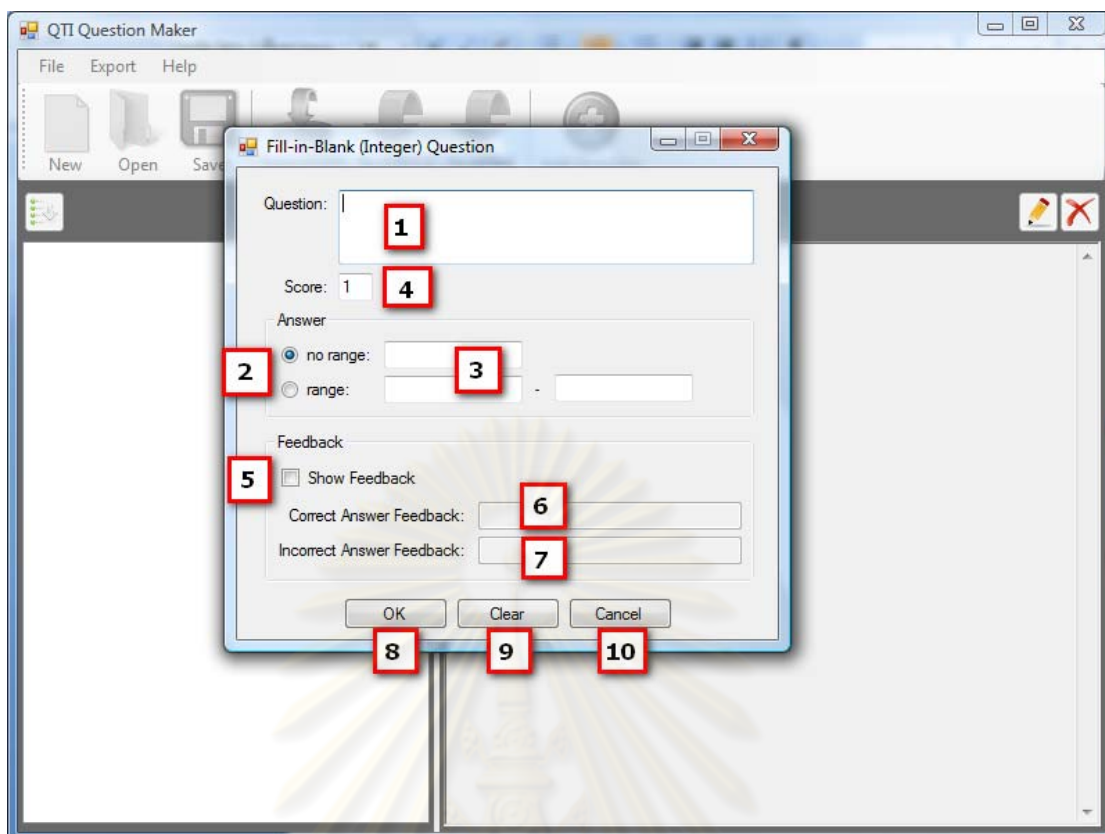 QTI Question Maker
File Export Help
New Open Save
Fill-in-Blank (Integer) Question
Question: 1
Score: 1 4
Answer
2 no range: 3
range: -
Feedback
5 Show Feedback
Correct Answer Feedback: 6
Incorrect Answer Feedback: 7
OK Clear Cancel
8 9 10